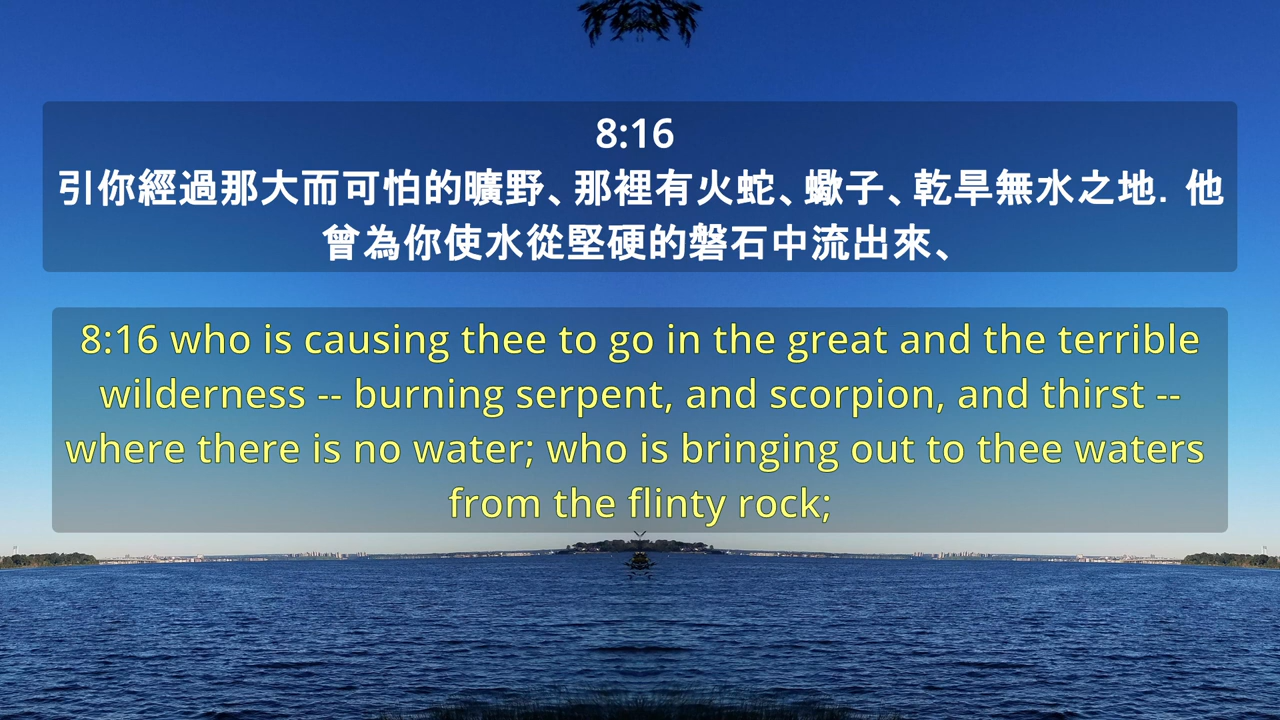 8:16
引你經過那大而可怕的曠野、那裡有火蛇、蠍子、乾旱無水之地．他
曾為你使水從堅硬的磐石中流出來、
8:16 who is causing thee to go in the great and the terrible
wilderness -- burning serpent, and scorpion, and thirst --
where there is no water; who is bringing out to thee waters
from the flinty rock;